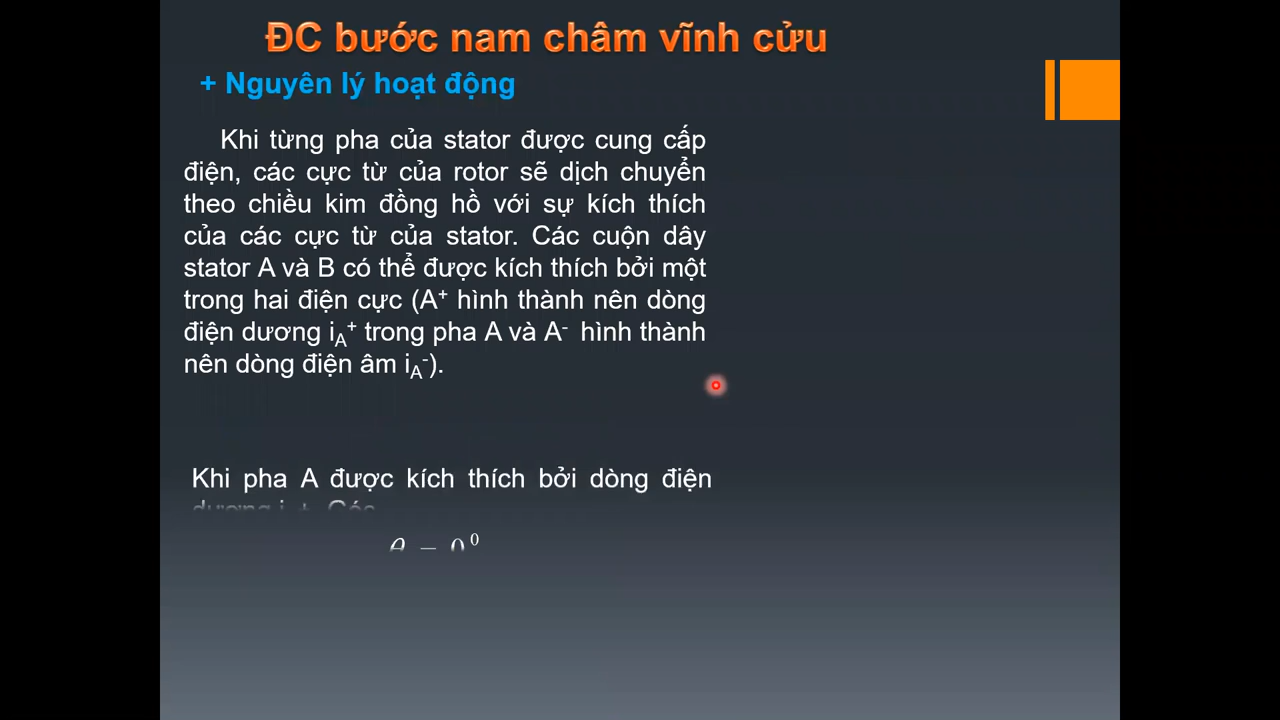 ĐC bước nam châm vĩnh cửu
+ Nguyên lý hoạt động
Khi từng pha của stator được cung cấp
điện, các cực từ của rotor sẽ dịch chuyển
theo chiều kim đồng hồ với sự kích thích
của các cực từ của stator. Các cuộn dây
stator A và B có thể được kích thích bởi một
trong hai điện cực (A⁺ hình thành nên dòng
điện dương i_A⁺ trong pha A và A⁻ hình thành
nên dòng điện âm i_A⁻).
Khi pha A được kích thích bởi dòng điện
dương
θ = 0⁰